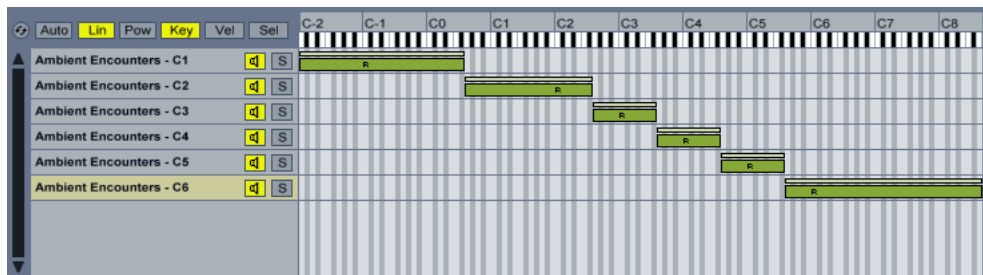 Auto Lin Pow Key Vel Sel C-2 C-1 C0 C1 C2 C3 C4 C5 C6 C7 C8
Ambient Encounters - C1 S R
Ambient Encounters - C2 S R
Ambient Encounters - C3 S R
Ambient Encounters - C4 S R
Ambient Encounters - C5 S R
Ambient Encounters - C6 S R